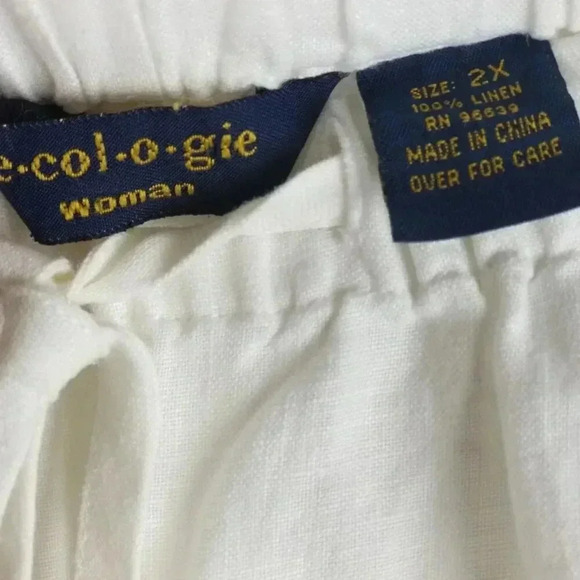 e·col·o·gie
Woman
SIZE: 2X
100% LINEN
RN 96639
MADE IN CHINA
OVER FOR CARE